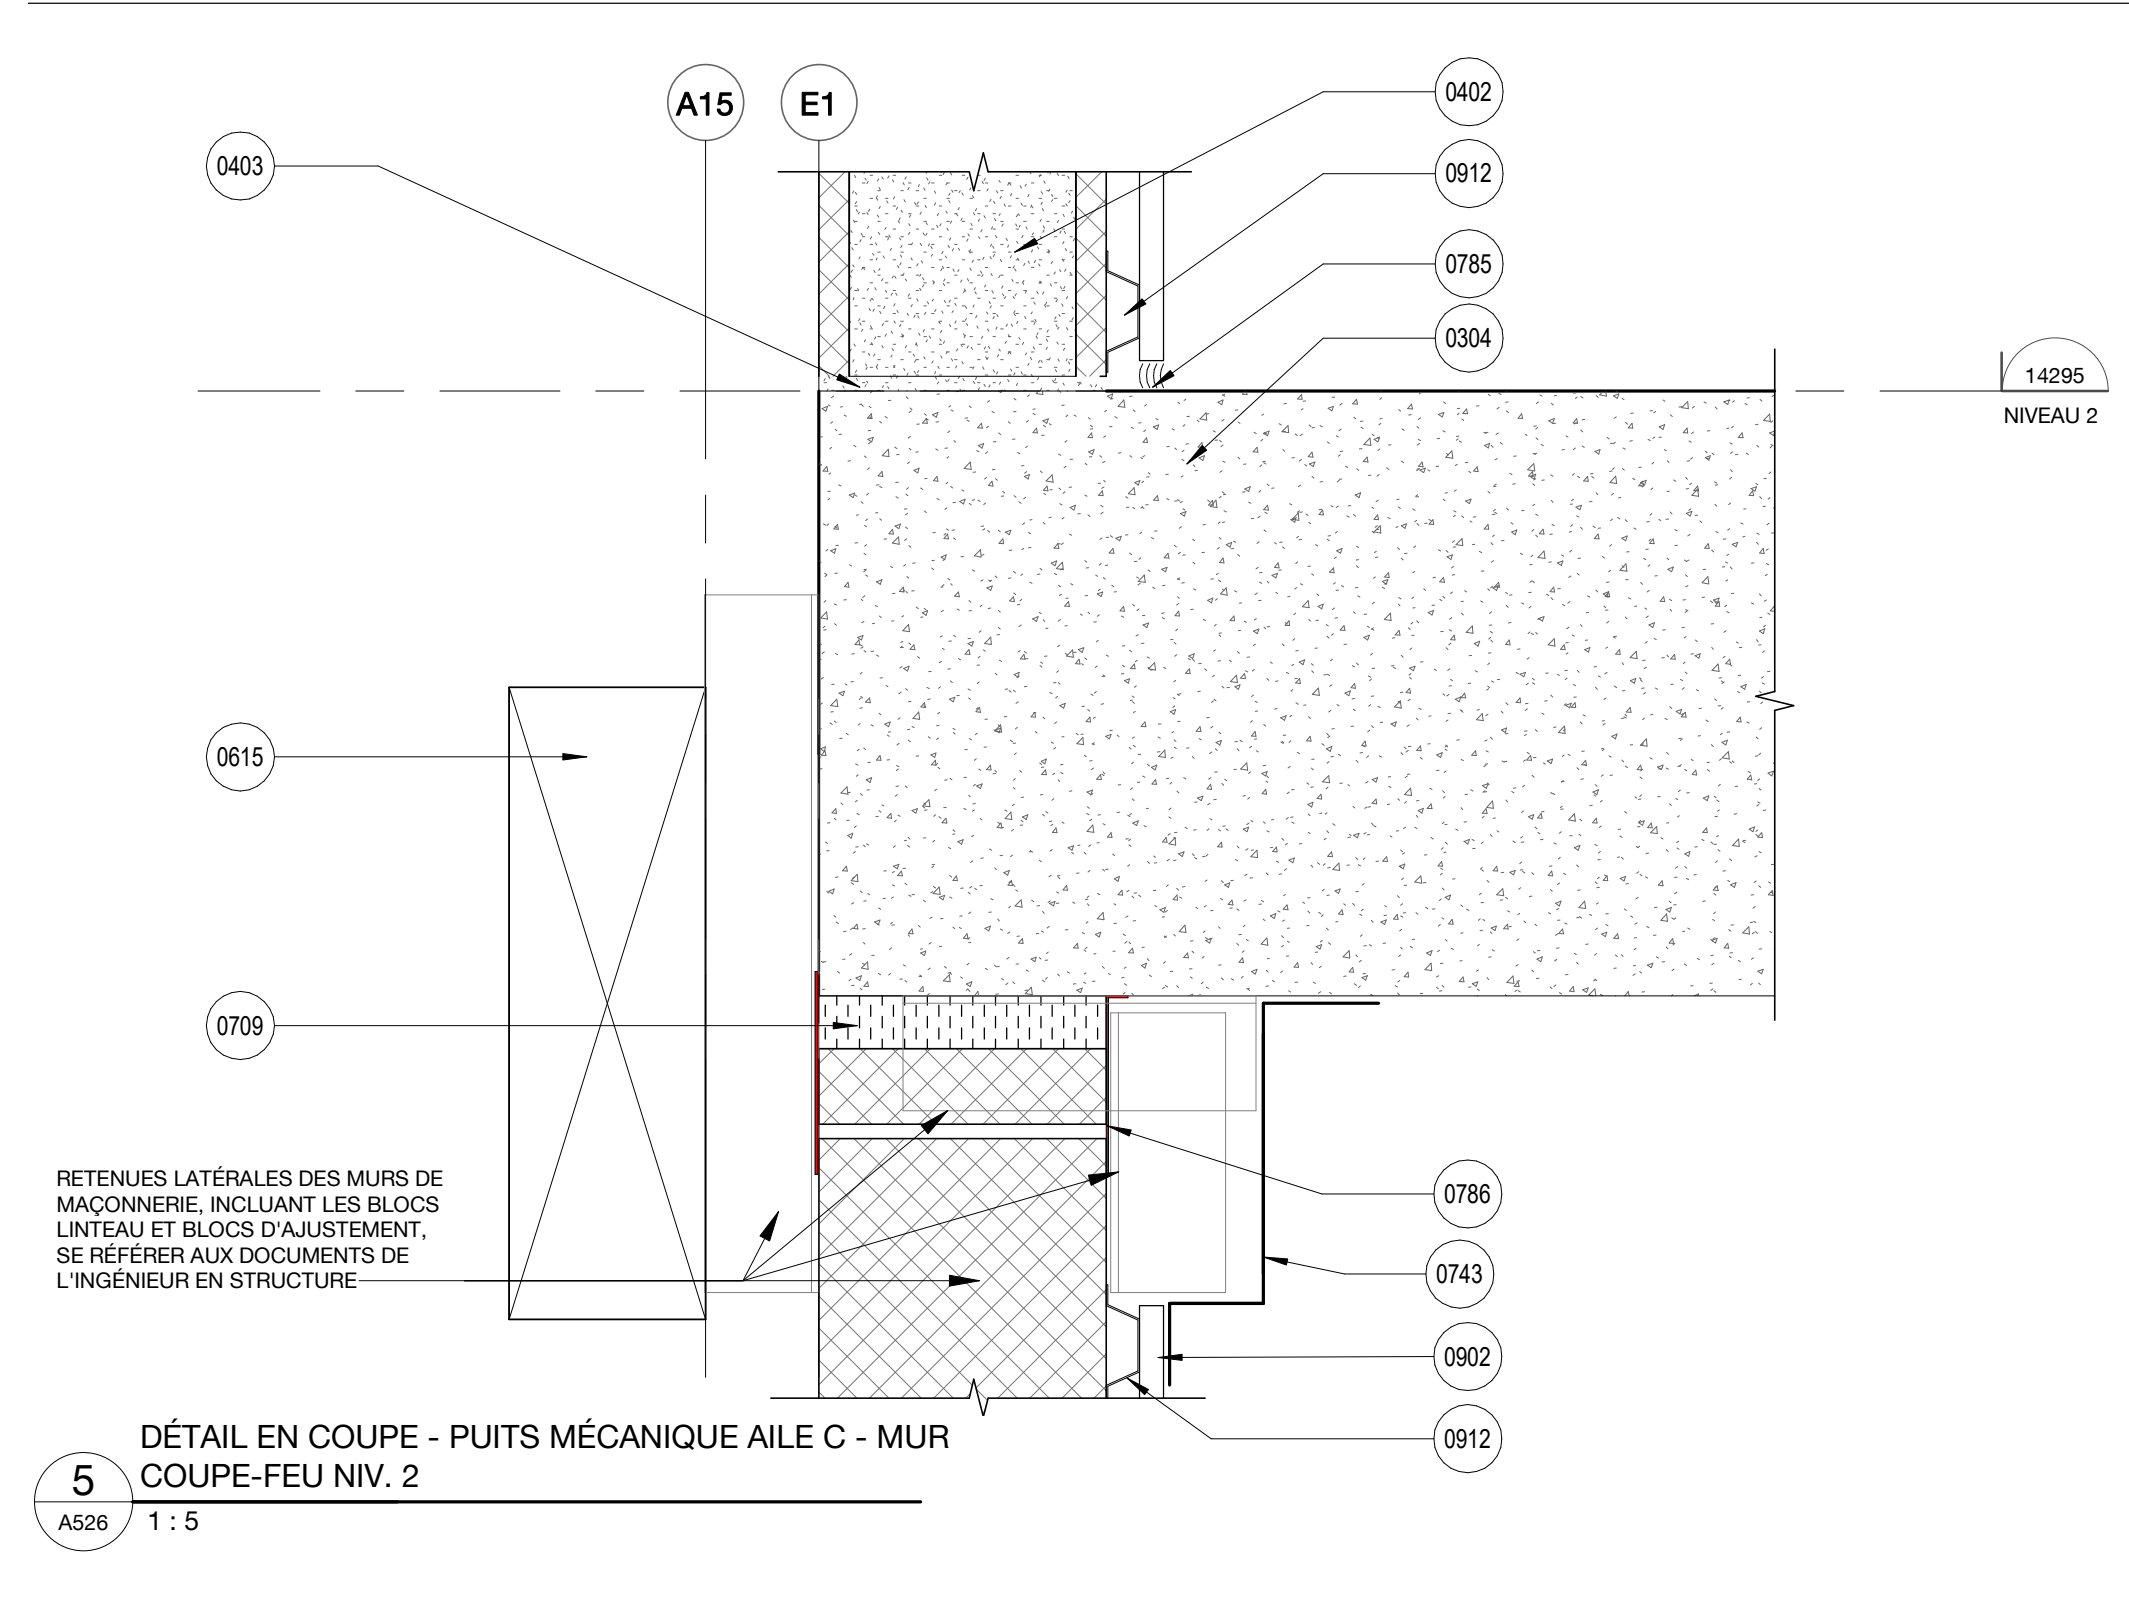 A15
E1
0402
0403
0912
0785
0304
14295
NIVEAU 2
0615
0709
RETENUES LATÉRALES DES MURS DE
MAÇONNERIE, INCLUANT LES BLOCS
LINTEAU ET BLOCS D'AJUSTEMENT,
SE RÉFÉRER AUX DOCUMENTS DE
L'INGÉNIEUR EN STRUCTURE
0786
0743
0902
0912
DÉTAIL EN COUPE - PUITS MÉCANIQUE AILE C - MUR
COUPE-FEU NIV. 2
5
A526
1 : 5